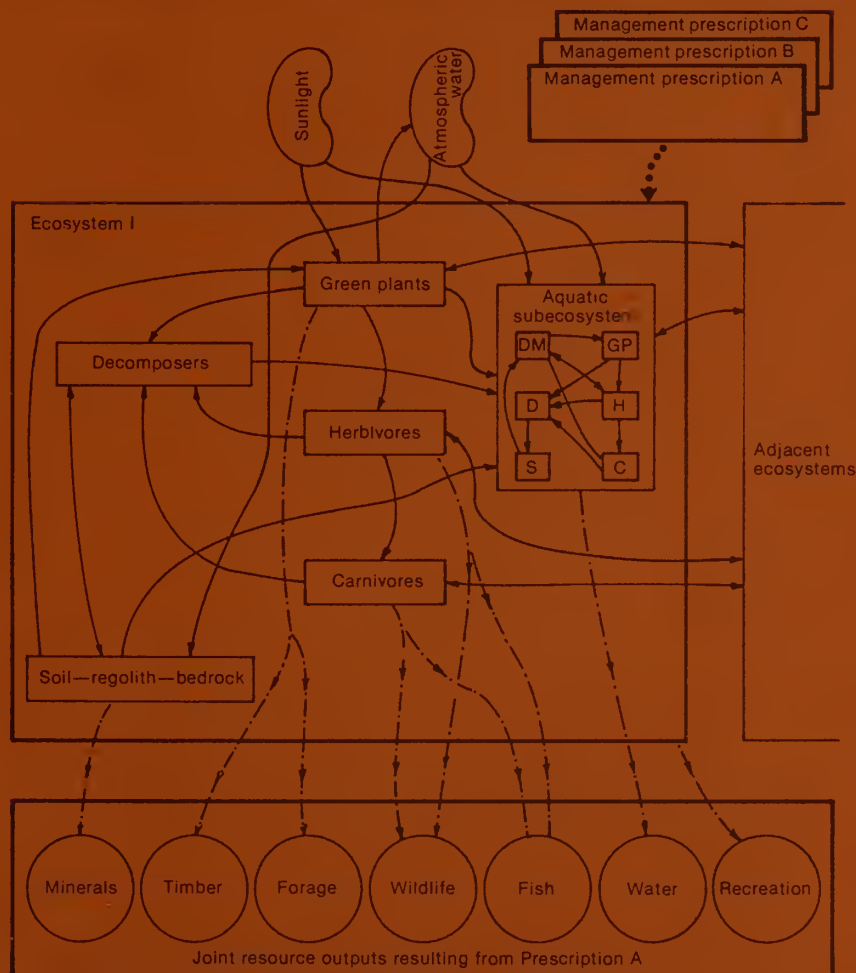 Management prescription C
Management prescription B
Management prescription A
Sunlight
Atmospheric
water
Ecosystem I
Green plants
Aquatic
subecosystem
DM
GP
Decomposers
D
H
Herbivores
S
C
Adjacent
ecosystems
Carnivores
Soil—regolith—bedrock
Minerals
Timber
Forage
Wildlife
Fish
Water
Recreation
Joint resource outputs resulting from Prescription A